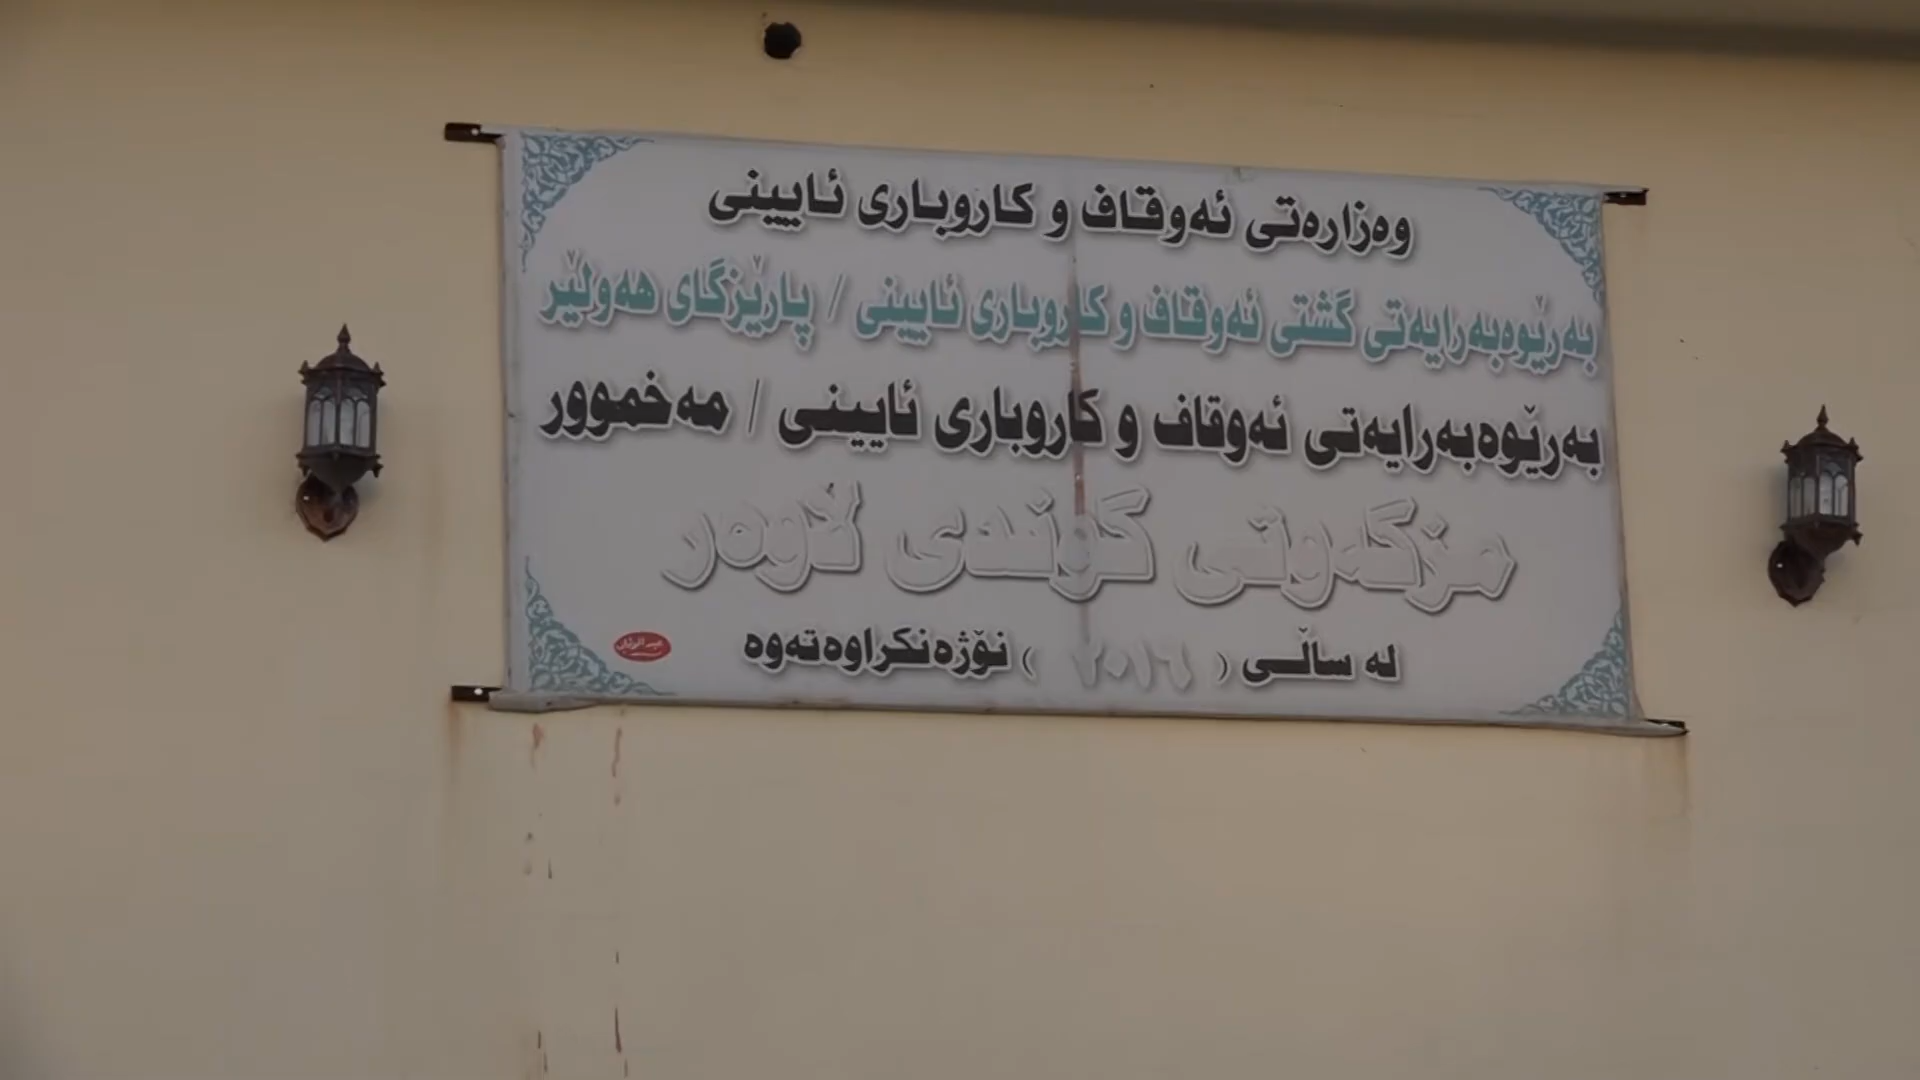 وەزارەتی ئەوقاف و کاروباری ئایینی
بەڕێوەبەرایەتی گشتی ئەوقاف و کاروباری ئایینی / پارێزگای هەولێر
بەڕێوەبەرایەتی ئەوقاف و کاروباری ئایینی / مەخموور
مزگەوتی گوندی لاوەر
لە ساڵی ( ٢٠١٦ ) نۆژەنکراوەتەوە